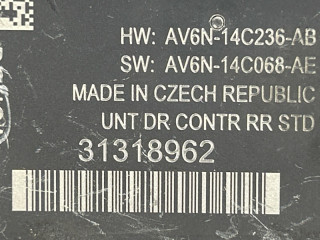 HW: AV6N-14C236-AB
SW: AV6N-14C068-AE
MADE IN CZECH REPUBLIC
UNT DR CONTR RR STD
31318962